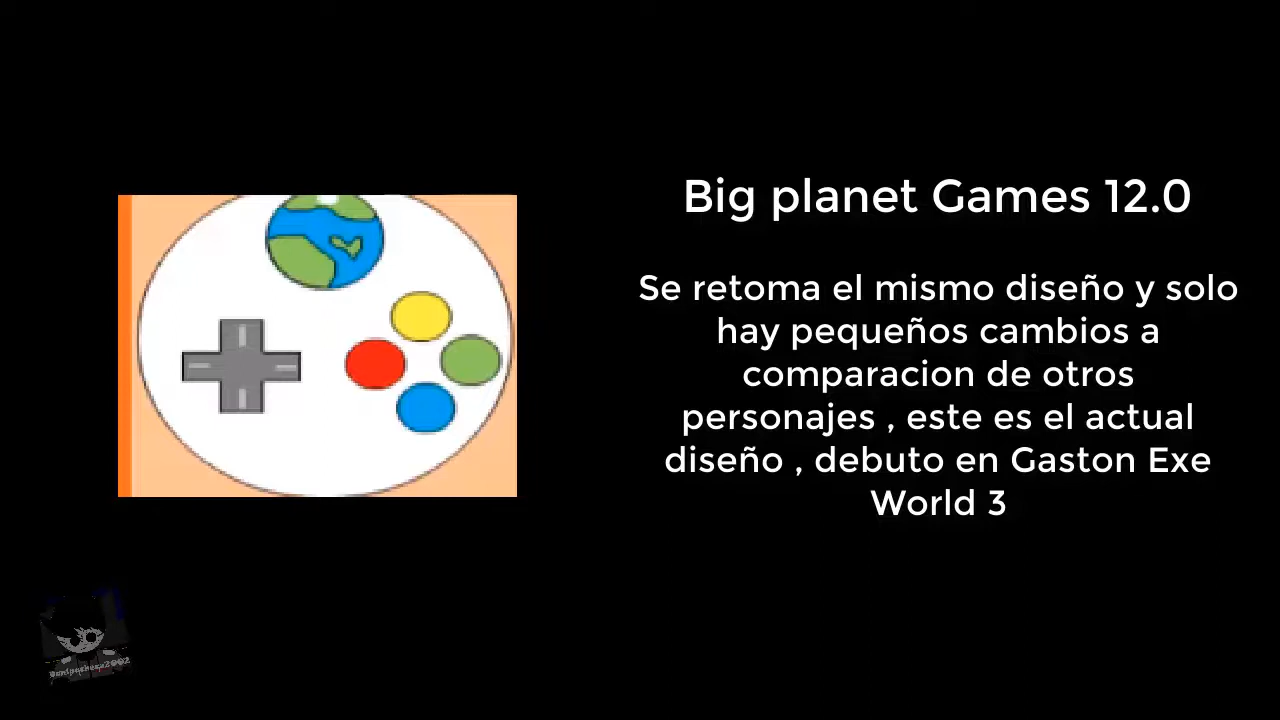 Big planet Games 12.0
Se retoma el mismo diseño y solo
hay pequeños cambios a
comparacion de otros
personajes , este es el actual
diseño , debuto en Gaston Exe
World 3